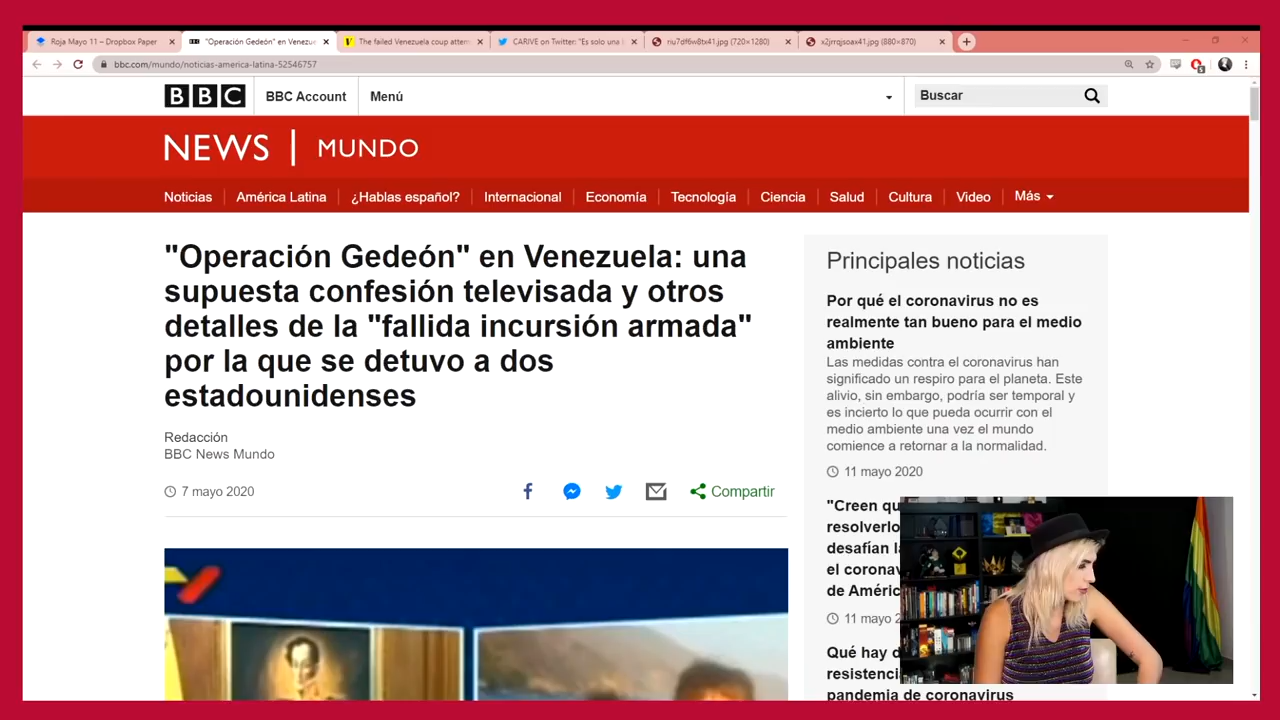 Roja Mayo 11 – Dropbox Paper
"Operación Gedeón" en Venezue
The failed Venezuela coup attem
CARIVE on Twitter: "Es solo una
riu7df6w8tx41.jpg (720×1280)
x2jrrqjsoax41.jpg (880×870)
bbc.com/mundo/noticias-america-latina-52546757
BBC
BBC Account
Menú
Buscar
NEWS | MUNDO
Noticias
América Latina
¿Hablas español?
Internacional
Economía
Tecnología
Ciencia
Salud
Cultura
Video
Más
"Operación Gedeón" en Venezuela: una
supuesta confesión televisada y otros
detalles de la "fallida incursión armada"
por la que se detuvo a dos
estadounidenses
Redacción
BBC News Mundo
7 mayo 2020
Compartir
Principales noticias
Por qué el coronavirus no es
realmente tan bueno para el medio
ambiente
Las medidas contra el coronavirus han
significado un respiro para el planeta. Este
alivio, sin embargo, podría ser temporal y
es incierto lo que pueda ocurrir con el
medio ambiente una vez el mundo
comience a retornar a la normalidad.
11 mayo 2020
"Creen qu
resolverlo
desafían l
el corona
de Améric
11 mayo 2
Qué hay d
resistenci
pandemia de coronavirus